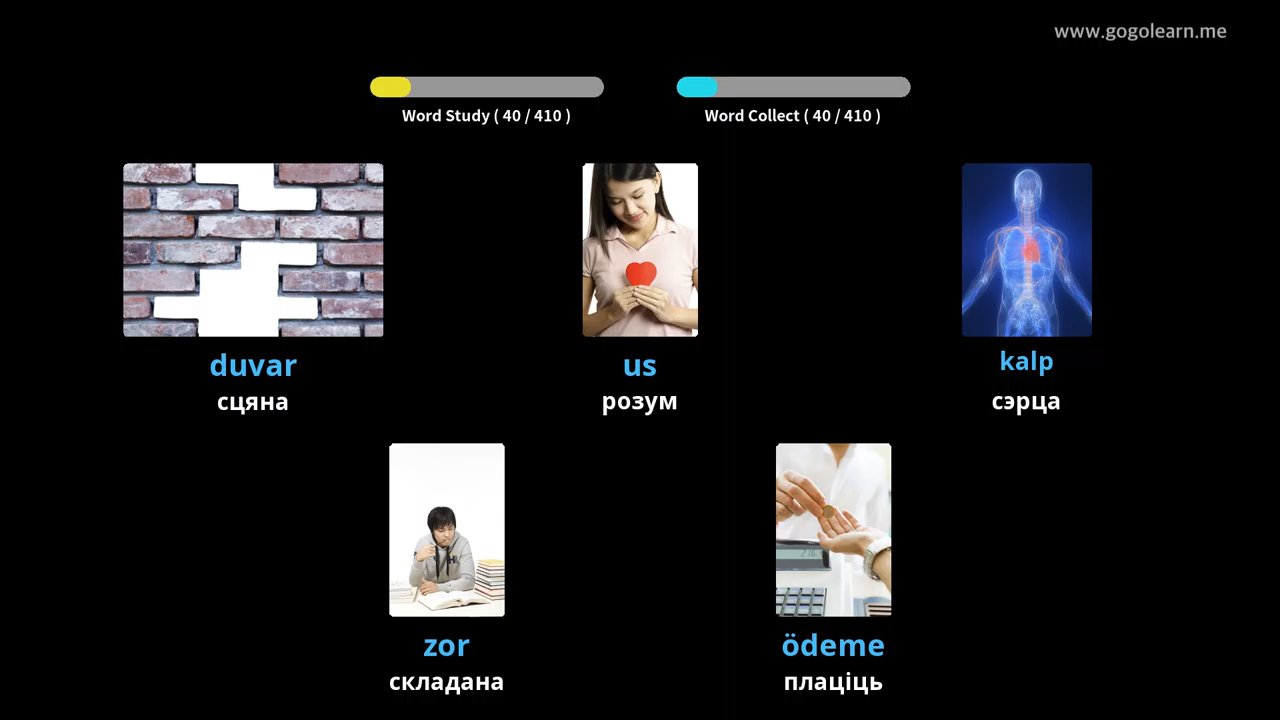 www.gogolearn.me
Word Study ( 40 / 410 )
Word Collect ( 40 / 410 )
duvar
сцяна
us
розум
kalp
сэрца
zor
складана
ödeme
плаціць